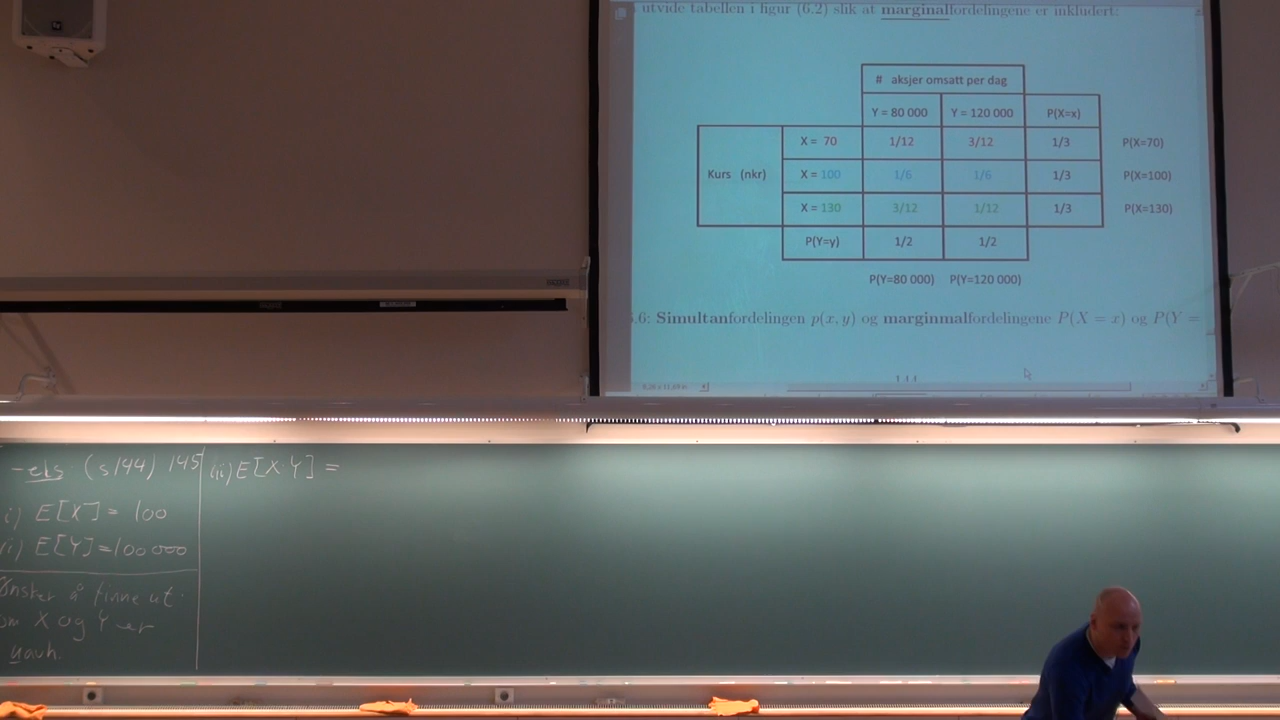 utvide tabellen i figur (6.2) slik at marginalfordelingene er inkludert:
# aksjer omsatt per dag
Y = 80 000 Y = 120 000 P(X=x)
X = 70 1/12 3/12 1/3 P(X=70)
Kurs (nkr) X = 100 1/6 1/6 1/3 P(X=100)
X = 130 3/12 1/12 1/3 P(X=130)
P(Y=y) 1/2 1/2
P(Y=80 000) P(Y=120 000)
.6: Simultanfordelingen p(x, y) og marginmalfordelingene P(X = x) og P(Y =
- eks (s 144) 145
i) E[X] = 100
ii) E[Y] = 100 000
Ønsker å finne ut
om X og Y er
uavh.
iii) E[X Y] =